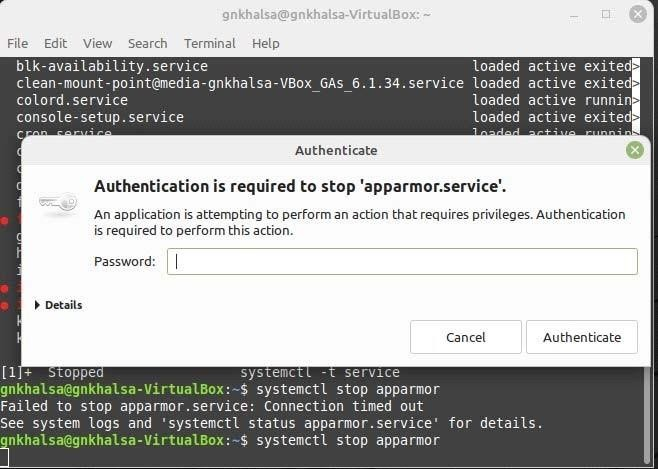 gnkhalsa@gnkhalsa-VirtualBox: ~
File Edit View Search Terminal Help
blk-availability.service loaded active exited>
clean-mount-point@media-gnkhalsa-VBox_GAs_6.1.34.service loaded active exited>
colord.service loaded active runnin>
console-setup.service loaded active exited>
cron.service loaded active runnin>
Authenticate
Authentication is required to stop 'apparmor.service'.
An application is attempting to perform an action that requires privileges. Authentication
is required to perform this action.
Password:
Details
Cancel Authenticate
[1]+ Stopped systemctl -t service
gnkhalsa@gnkhalsa-VirtualBox:~$ systemctl stop apparmor
Failed to stop apparmor.service: Connection timed out
See system logs and 'systemctl status apparmor.service' for details.
gnkhalsa@gnkhalsa-VirtualBox:~$ systemctl stop apparmor